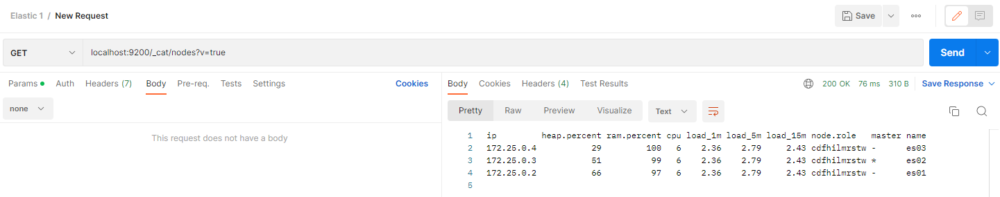 Elastic 1 / New Request
Save
GET localhost:9200/_cat/nodes?v=true Send
Params Auth Headers (7) Body Pre-req. Tests Settings Cookies
none
This request does not have a body
Body Cookies Headers (4) Test Results 200 OK 76 ms 310 B Save Response
Pretty Raw Preview Visualize Text
1 ip heap.percent ram.percent cpu load_1m load_5m load_15m node.role master name
2 172.25.0.4 29 100 6 2.36 2.79 2.43 cdfhilmrstw - es03
3 172.25.0.3 51 99 6 2.36 2.79 2.43 cdfhilmrstw * es02
4 172.25.0.2 66 97 6 2.36 2.79 2.43 cdfhilmrstw - es01
5